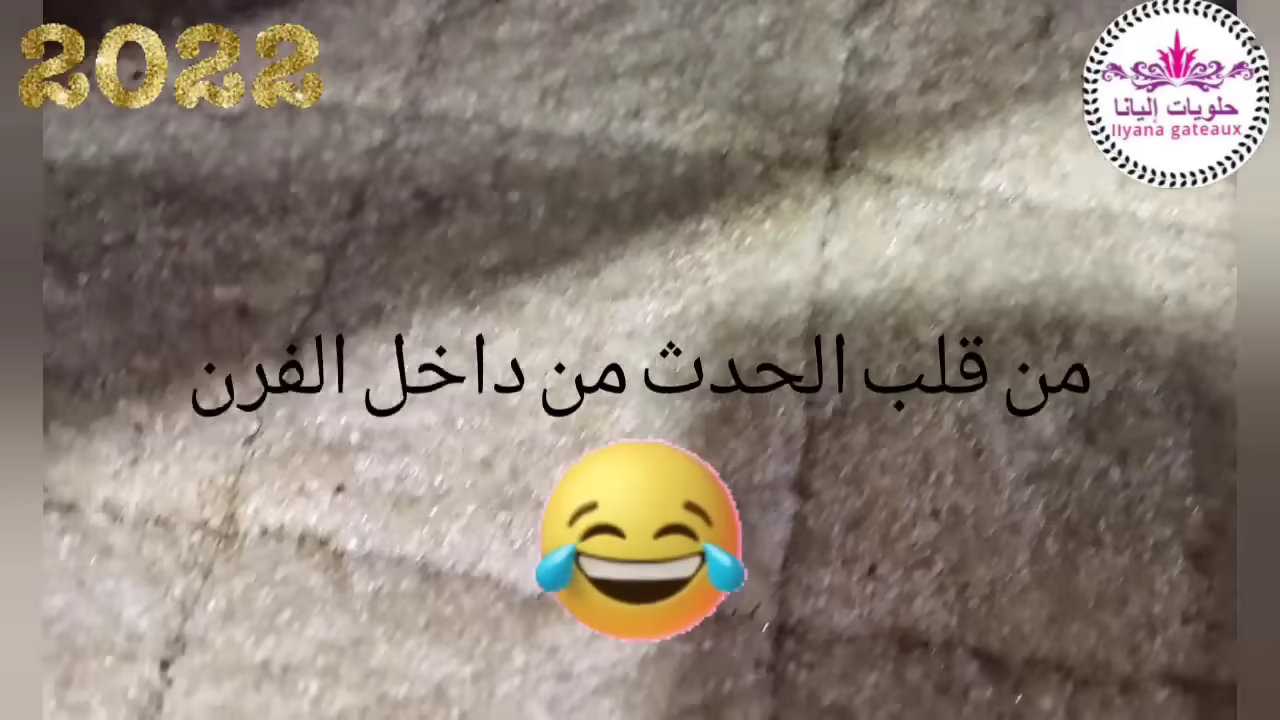 2022
حلويات إليانا
Ilyana gateaux
من قلب الحدث من داخل الفرن